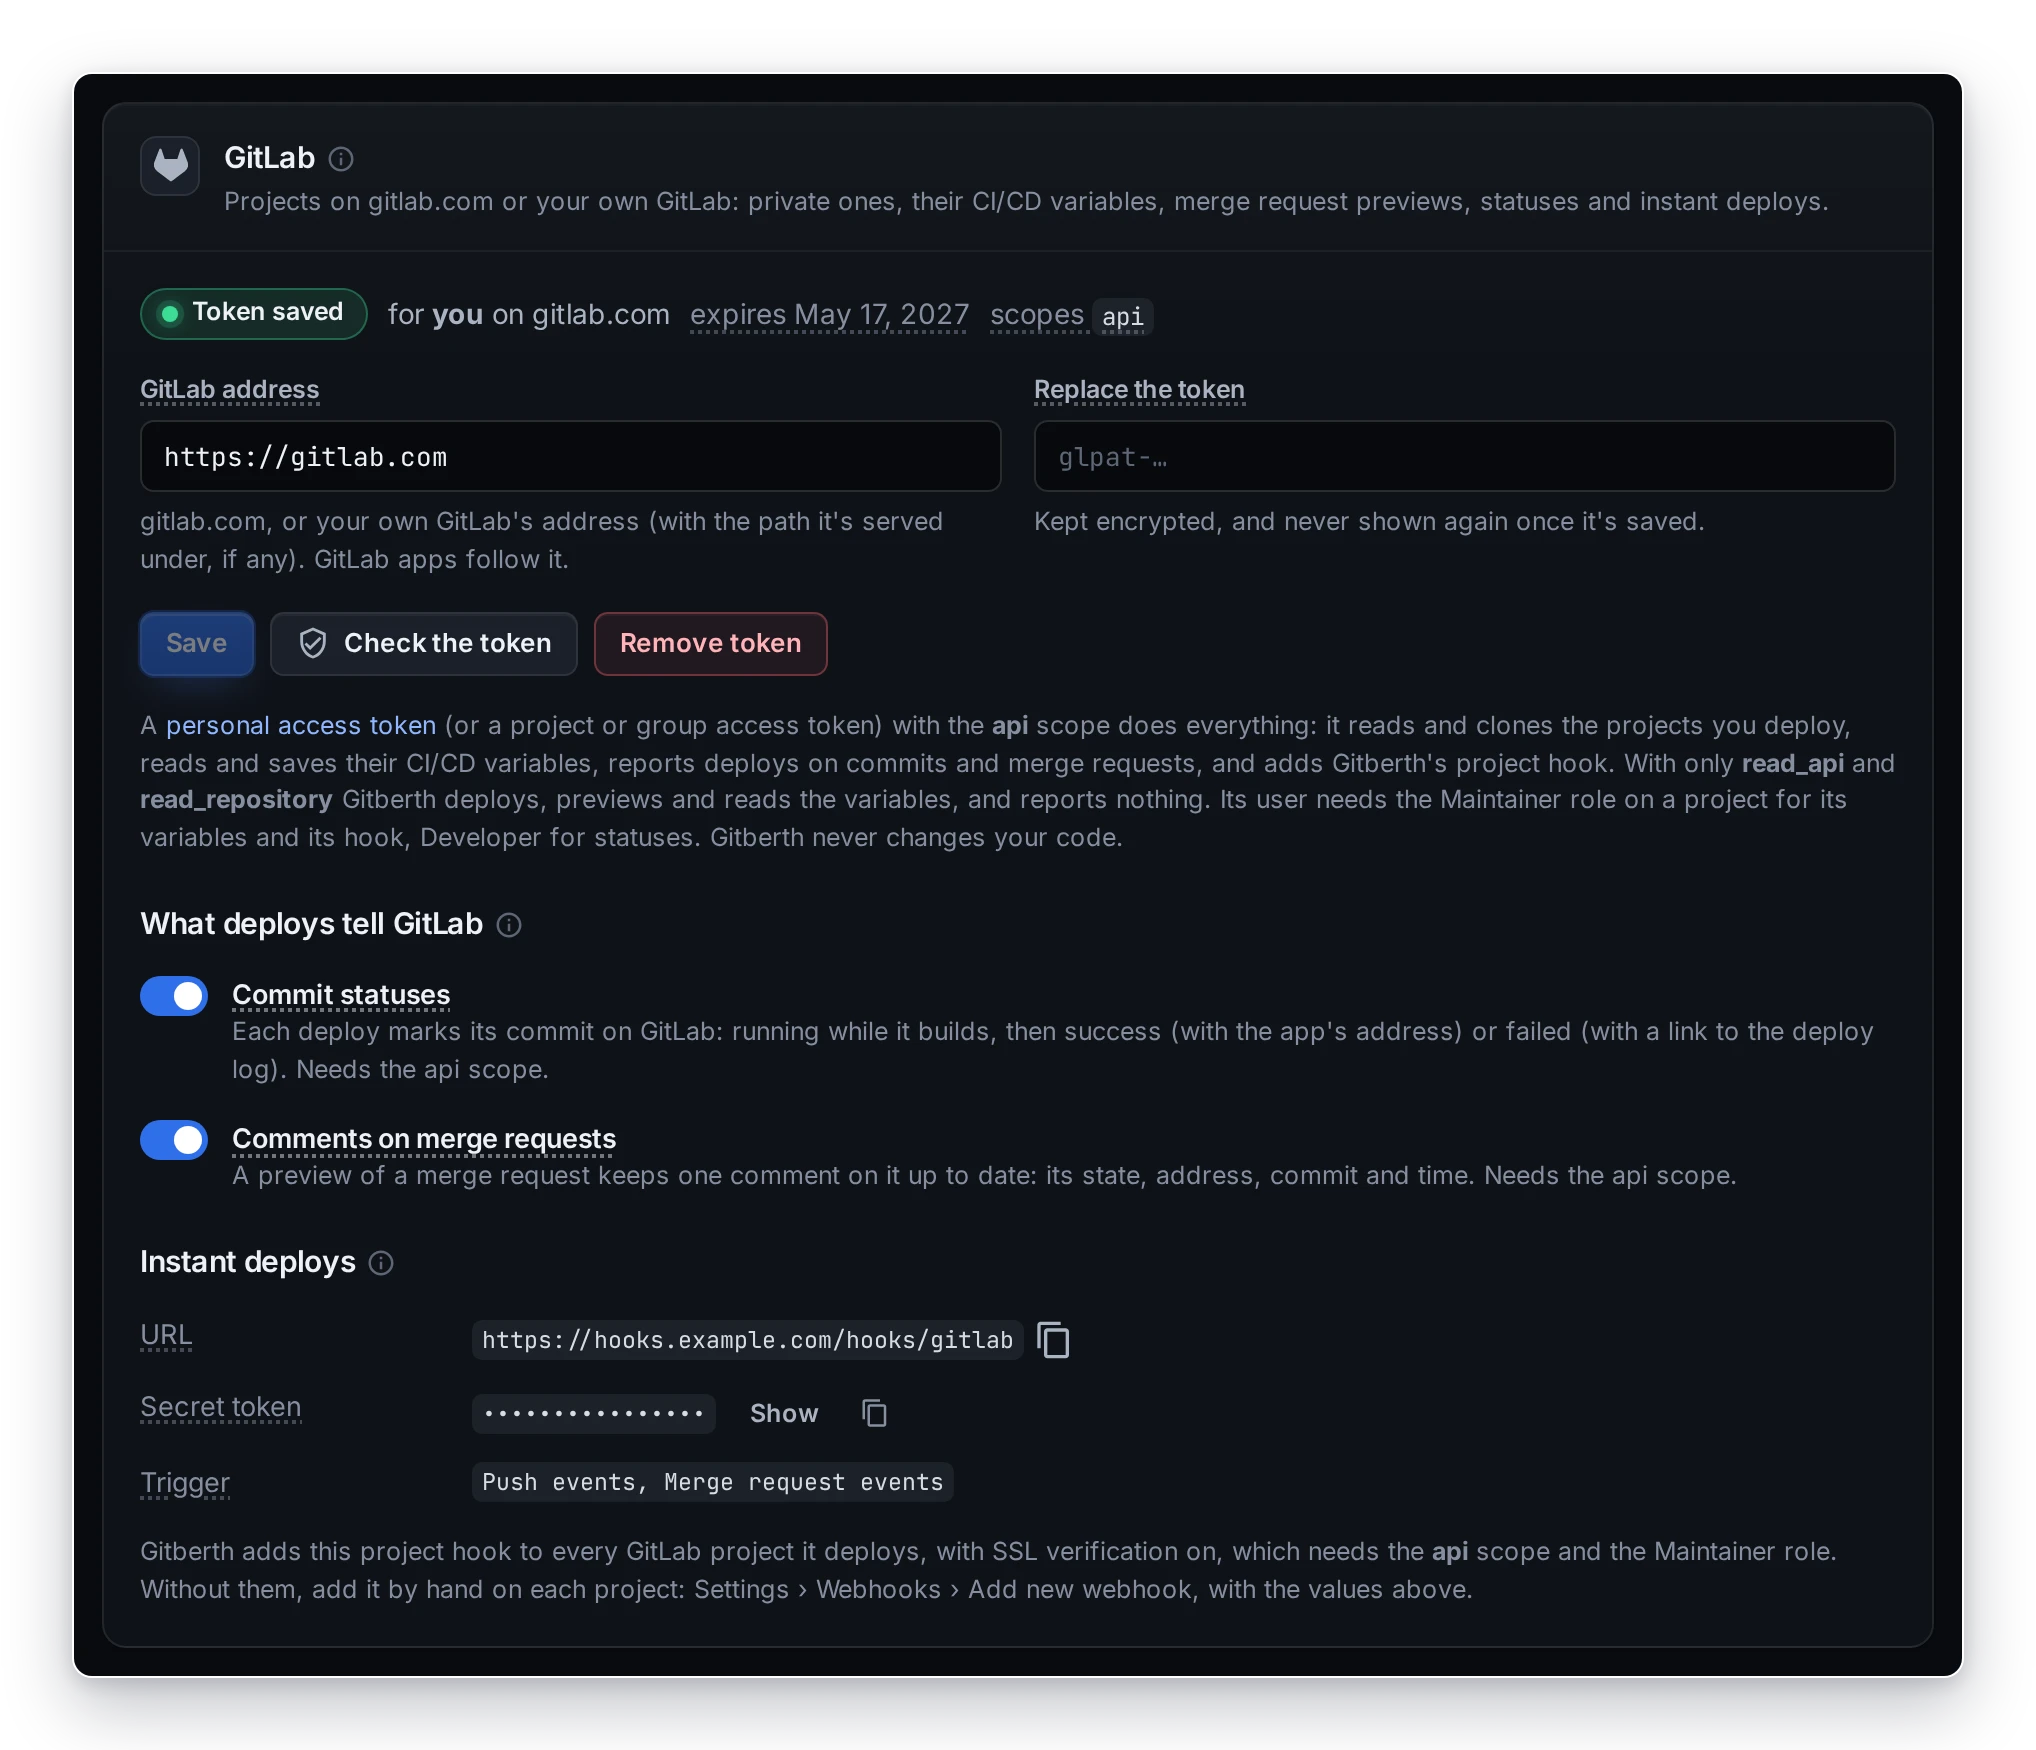 GitLab
Projects on gitlab.com or your own GitLab: private ones, their CI/CD variables, merge request previews, statuses and instant deploys.
Token saved for you on gitlab.com expires May 17, 2027 scopes api
GitLab address
https://gitlab.com
gitlab.com, or your own GitLab's address (with the path it's served
under, if any). GitLab apps follow it.
Replace the token
glpat-…
Kept encrypted, and never shown again once it's saved.
Save Check the token Remove token
A personal access token (or a project or group access token) with the api scope does everything: it reads and clones the projects you deploy,
reads and saves their CI/CD variables, reports deploys on commits and merge requests, and adds Gitberth's project hook. With only read_api and
read_repository Gitberth deploys, previews and reads the variables, and reports nothing. Its user needs the Maintainer role on a project for its
variables and its hook, Developer for statuses. Gitberth never changes your code.
What deploys tell GitLab
Commit statuses
Each deploy marks its commit on GitLab: running while it builds, then success (with the app's address) or failed (with a link to the deploy
log). Needs the api scope.
Comments on merge requests
A preview of a merge request keeps one comment on it up to date: its state, address, commit and time. Needs the api scope.
Instant deploys
URL https://hooks.example.com/hooks/gitlab
Secret token •••••••••••••••• Show
Trigger Push events, Merge request events
Gitberth adds this project hook to every GitLab project it deploys, with SSL verification on, which needs the api scope and the Maintainer role.
Without them, add it by hand on each project: Settings › Webhooks › Add new webhook, with the values above.